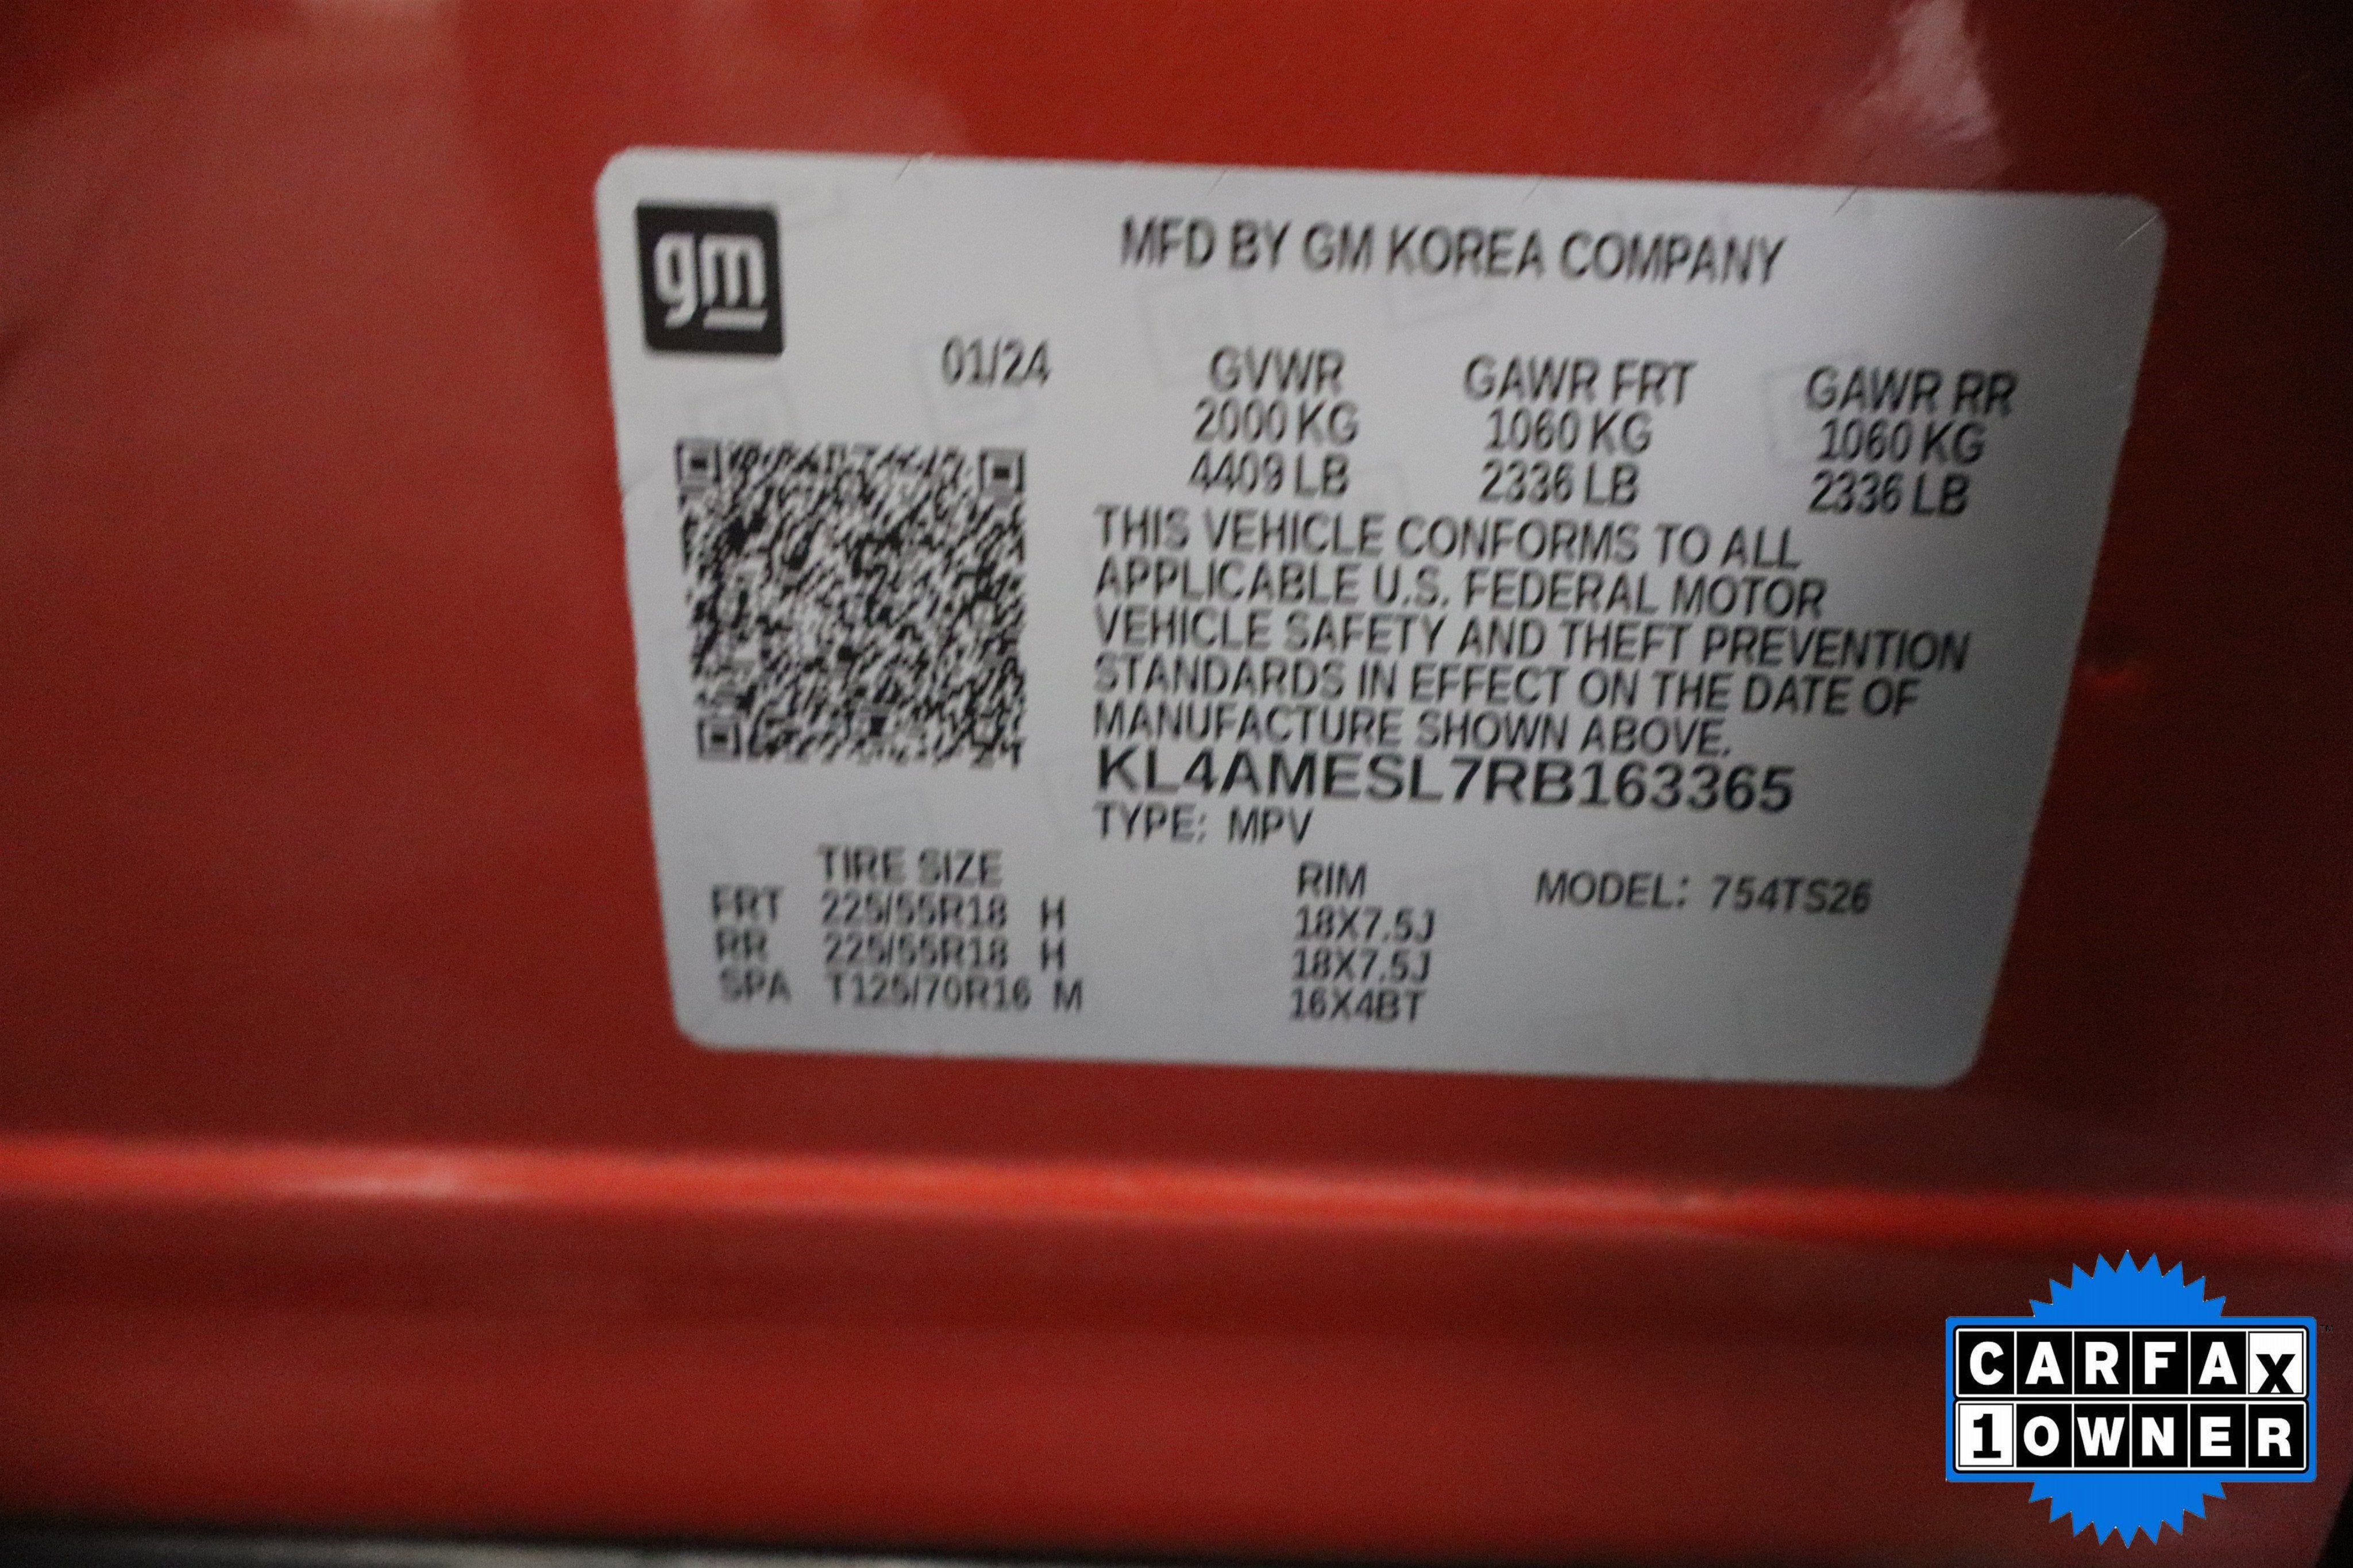 gm
MFD BY GM KOREA COMPANY
01/24 GVWR GAWR FRT GAWR RR
2000 KG 1060 KG 1060 KG
4409 LB 2336 LB 2336 LB
THIS VEHICLE CONFORMS TO ALL
APPLICABLE U.S. FEDERAL MOTOR
VEHICLE SAFETY AND THEFT PREVENTION
STANDARDS IN EFFECT ON THE DATE OF
MANUFACTURE SHOWN ABOVE.
KL4AMESL7RB163365
TYPE: MPV
TIRE SIZE RIM MODEL: 754TS26
FRT 225/55R18 H 18X7.5J
RR 225/55R18 H 18X7.5J
SPA T125/70R16 M 16X4BT
CARFAX
1 OWNER